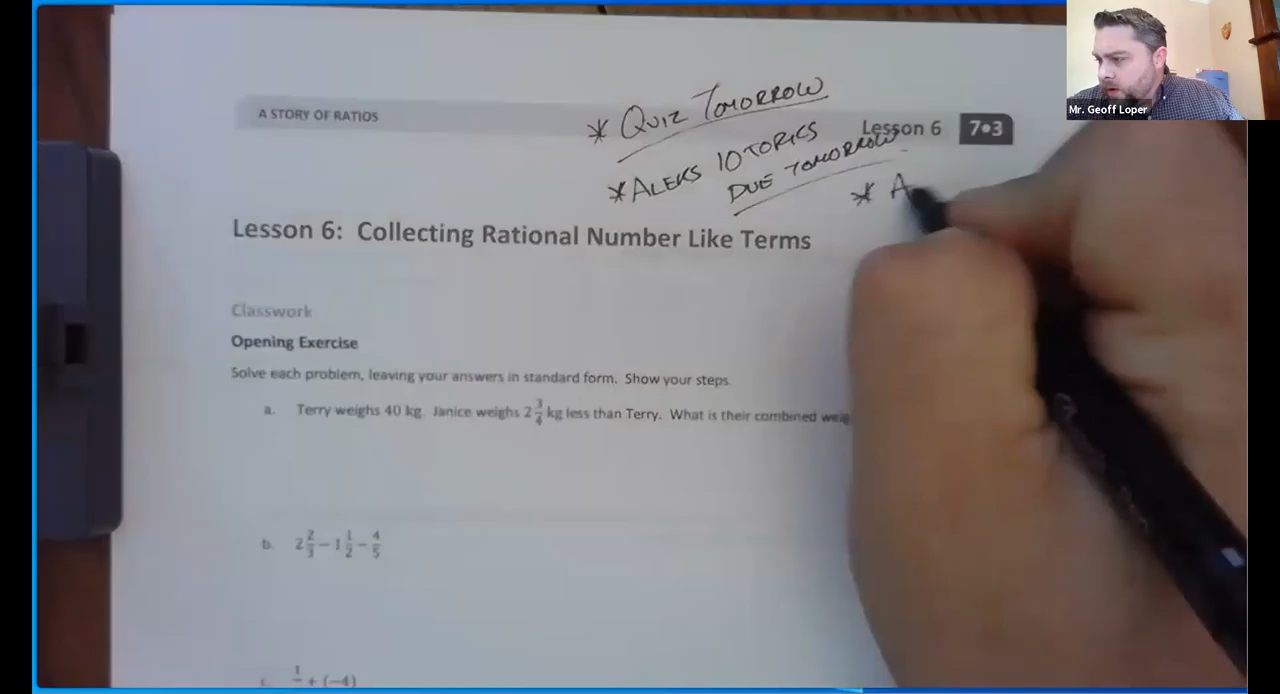 Mr. Geoff Loper
A STORY OF RATIOS
* QUIZ TOMORROW
Lesson 6 7•3
* ALEKS 10 TOPICS
DUE TOMORROW
* A
Lesson 6: Collecting Rational Number Like Terms
Classwork
Opening Exercise
Solve each problem, leaving your answers in standard form. Show your steps.
a. Terry weighs 40 kg. Janice weighs 2 3/4 kg less than Terry. What is their combined
b. 2 2/3 − 1 1/2 − 4/5
+ (−4)